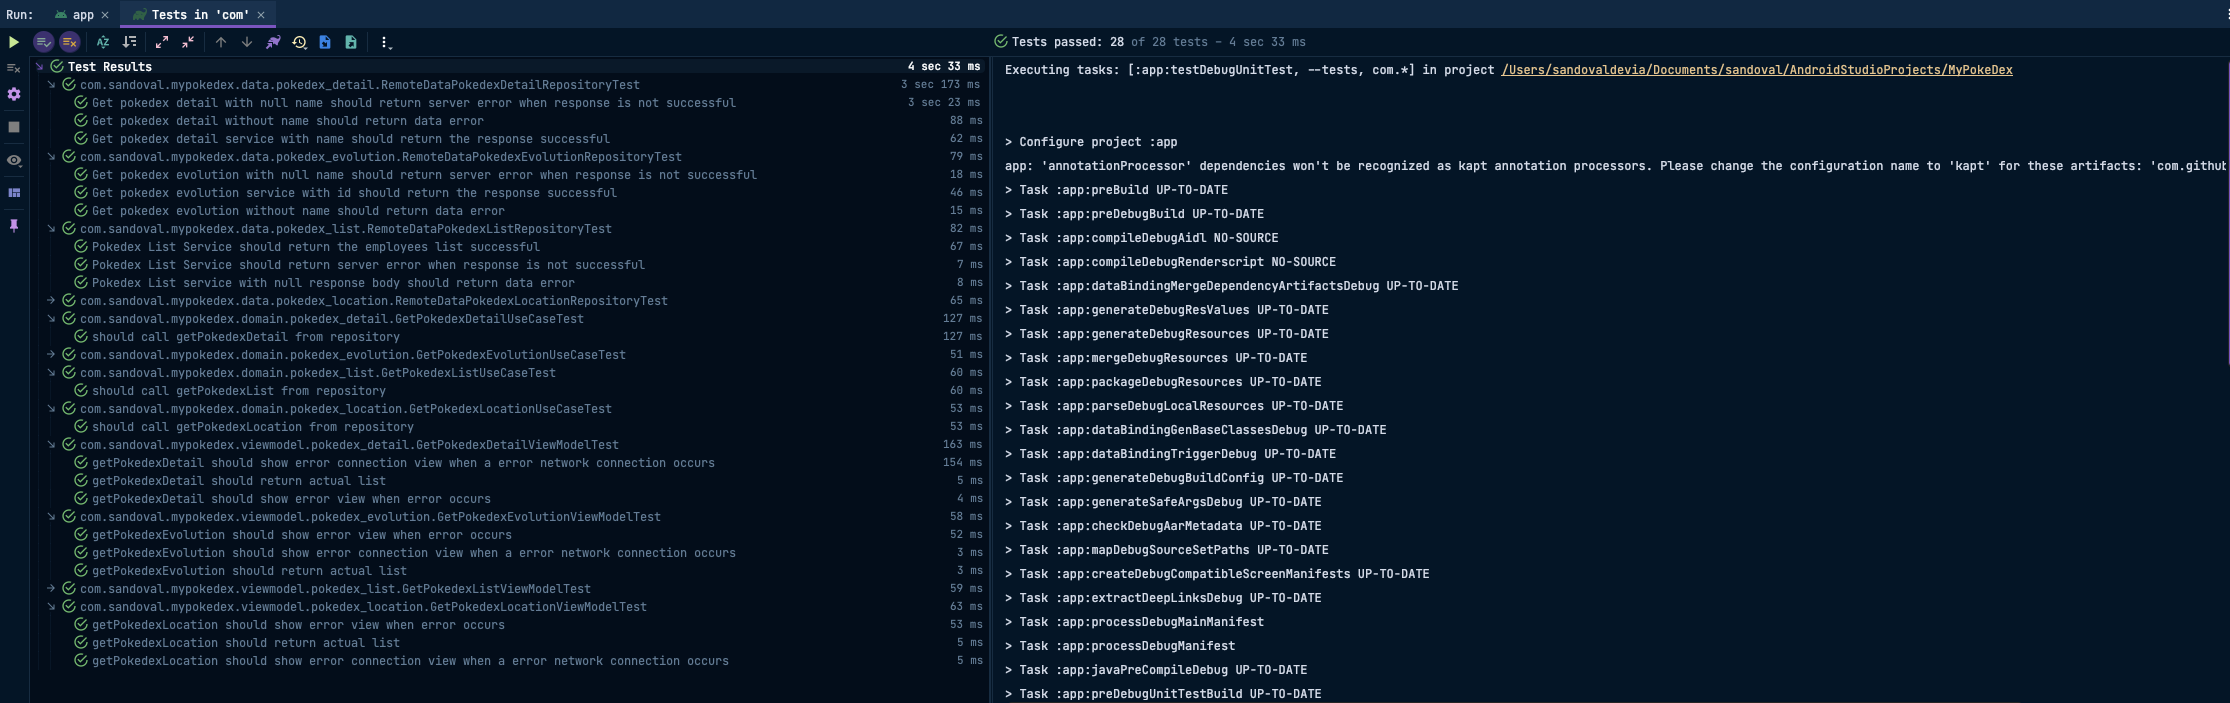 Run: app × Tests in 'com' ×
Tests passed: 28 of 28 tests – 4 sec 33 ms
Test Results 4 sec 33 ms
com.sandoval.mypokedex.data.pokedex_detail.RemoteDataPokedexDetailRepositoryTest 3 sec 173 ms
Get pokedex detail with null name should return server error when response is not successful 3 sec 23 ms
Get pokedex detail without name should return data error 88 ms
Get pokedex detail service with name should return the response successful 62 ms
com.sandoval.mypokedex.data.pokedex_evolution.RemoteDataPokedexEvolutionRepositoryTest 79 ms
Get pokedex evolution with null name should return server error when response is not successful 18 ms
Get pokedex evolution service with id should return the response successful 46 ms
Get pokedex evolution without name should return data error 15 ms
com.sandoval.mypokedex.data.pokedex_list.RemoteDataPokedexListRepositoryTest 82 ms
Pokedex List Service should return the employees list successful 67 ms
Pokedex List Service should return server error when response is not successful 7 ms
Pokedex List service with null response body should return data error 8 ms
com.sandoval.mypokedex.data.pokedex_location.RemoteDataPokedexLocationRepositoryTest 65 ms
com.sandoval.mypokedex.domain.pokedex_detail.GetPokedexDetailUseCaseTest 127 ms
should call getPokedexDetail from repository 127 ms
com.sandoval.mypokedex.domain.pokedex_evolution.GetPokedexEvolutionUseCaseTest 51 ms
com.sandoval.mypokedex.domain.pokedex_list.GetPokedexListUseCaseTest 60 ms
should call getPokedexList from repository 60 ms
com.sandoval.mypokedex.domain.pokedex_location.GetPokedexLocationUseCaseTest 53 ms
should call getPokedexLocation from repository 53 ms
com.sandoval.mypokedex.viewmodel.pokedex_detail.GetPokedexDetailViewModelTest 163 ms
getPokedexDetail should show error connection view when a error network connection occurs 154 ms
getPokedexDetail should return actual list 5 ms
getPokedexDetail should show error view when error occurs 4 ms
com.sandoval.mypokedex.viewmodel.pokedex_evolution.GetPokedexEvolutionViewModelTest 58 ms
getPokedexEvolution should show error view when error occurs 52 ms
getPokedexEvolution should show error connection view when a error network connection occurs 3 ms
getPokedexEvolution should return actual list 3 ms
com.sandoval.mypokedex.viewmodel.pokedex_list.GetPokedexListViewModelTest 59 ms
com.sandoval.mypokedex.viewmodel.pokedex_location.GetPokedexLocationViewModelTest 63 ms
getPokedexLocation should show error view when error occurs 53 ms
getPokedexLocation should return actual list 5 ms
getPokedexLocation should show error connection view when a error network connection occurs 5 ms
Executing tasks: [:app:testDebugUnitTest, --tests, com.*] in project /Users/sandovaldevia/Documents/sandoval/AndroidStudioProjects/MyPokeDex
> Configure project :app
app: 'annotationProcessor' dependencies won't be recognized as kapt annotation processors. Please change the configuration name to 'kapt' for these artifacts: 'com.github
> Task :app:preBuild UP-TO-DATE
> Task :app:preDebugBuild UP-TO-DATE
> Task :app:compileDebugAidl NO-SOURCE
> Task :app:compileDebugRenderscript NO-SOURCE
> Task :app:dataBindingMergeDependencyArtifactsDebug UP-TO-DATE
> Task :app:generateDebugResValues UP-TO-DATE
> Task :app:generateDebugResources UP-TO-DATE
> Task :app:mergeDebugResources UP-TO-DATE
> Task :app:packageDebugResources UP-TO-DATE
> Task :app:parseDebugLocalResources UP-TO-DATE
> Task :app:dataBindingGenBaseClassesDebug UP-TO-DATE
> Task :app:dataBindingTriggerDebug UP-TO-DATE
> Task :app:generateDebugBuildConfig UP-TO-DATE
> Task :app:generateSafeArgsDebug UP-TO-DATE
> Task :app:checkDebugAarMetadata UP-TO-DATE
> Task :app:mapDebugSourceSetPaths UP-TO-DATE
> Task :app:createDebugCompatibleScreenManifests UP-TO-DATE
> Task :app:extractDeepLinksDebug UP-TO-DATE
> Task :app:processDebugMainManifest
> Task :app:processDebugManifest
> Task :app:javaPreCompileDebug UP-TO-DATE
> Task :app:preDebugUnitTestBuild UP-TO-DATE